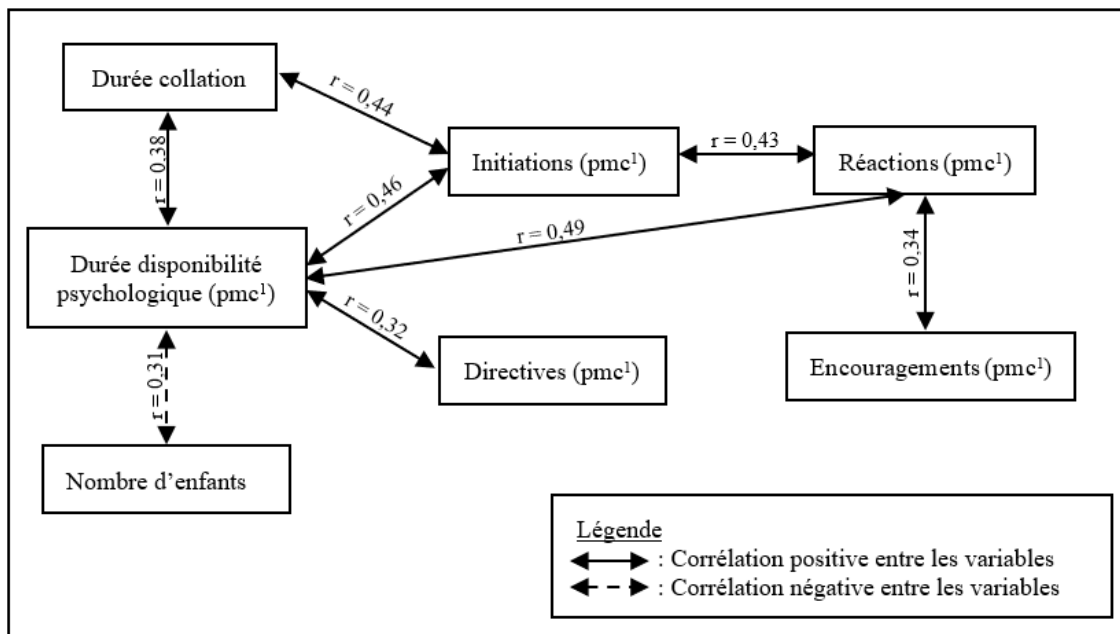 Durée collation
r = 0,44
r = 0,38
Initiations (pmc¹)
r = 0,43
Réactions (pmc¹)
r = 0,46
r = 0,49
Durée disponibilité
psychologique (pmc¹)
r = 0,34
r = 0,32
Directives (pmc¹)
Encouragements (pmc¹)
r = 0,31
Nombre d’enfants
Légende
: Corrélation positive entre les variables
: Corrélation négative entre les variables